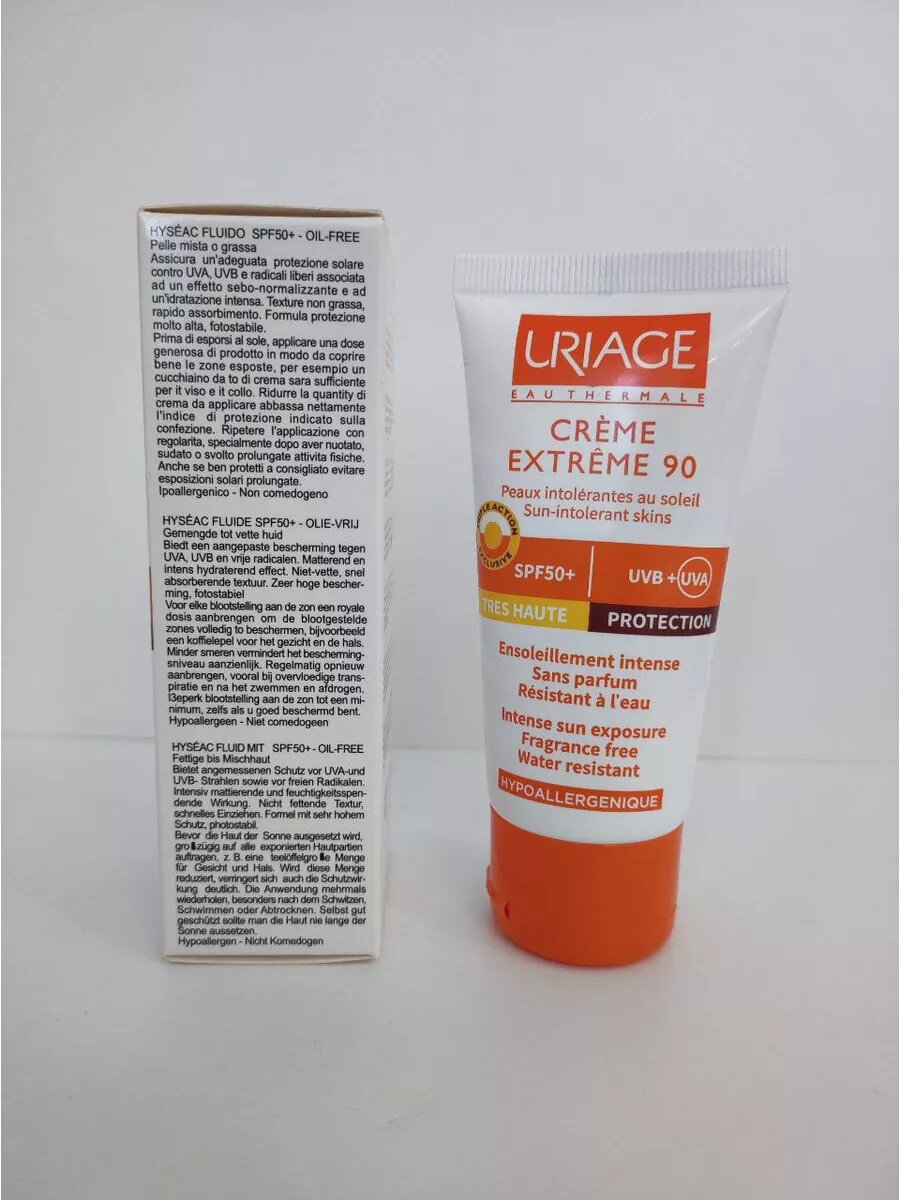 HYSÉAC FLUIDO SPF50+ - OIL-FREE
Pelle mista o grassa
Assicura un'adeguata protezione solare
contro UVA, UVB e radicali liberi associata
ad un effetto sebo-normalizzante e ad
un'idratazione intensa. Texture non grassa,
rapido assorbimento. Formula protezione
molto alta, fotostabile.
Prima di esporsi al sole, applicare una dose
generosa di prodotto in modo da coprire
bene le zone esposte, per esempio un
cucchiaino da to di crema sara sufficiente
per it viso e it collo. Ridurre la quantity di
crema da applicare abbassa nettamente
l'indice di protezione indicato sulla
confezione. Ripetere l'applicazione con
regolarita, specialmente dopo aver nuotato,
sudato o svolto prolungate attivita fisiche.
Anche se ben protetti a consigliato evitare
esposizioni solari prolungate.
Ipoallergenico - Non comedogeno
HYSÉAC FLUIDE SPF50+ - OLIE-VRIJ
Gemengde tot vette huid
Biedt een aangepaste bescherming tegen
UVA, UVB en vrije radicalen. Matterend en
intens hydraterend effect. Niet-vette, snel
absorberende textuur. Zeer hoge bescher-
ming, fotostabiel
Voor elke blootstelling aan de zon een royale
dosis aanbrengen om de blootgestelde
zones volledig to beschermen, bijvoorbeeld
een koffielepel voor het gezicht en de hals.
Minder smeren vermindert het beschermings-
niveau aanzienlijk. Regelmatig opnieuw
aanbrengen, vooral bij overvloedige trans-
piratie en na het zwemmen en afdrogen.
I3eperk blootstelling aan de zon tot een mi-
nimum, zelfs als u goed beschermd bent.
Hypoallergeen - Niet comedogeen
HYSÉAC FLUID MIT SPF50+ - OIL-FREE
Fettige bis Mischhaut
Bietet angemessenen Schutz vor UVA-und
UVB- Strahlen sowie vor freien Radikalen.
Intensiv mattierende und feuchtigkeitsspen-
dende Wirkung. Nicht fettende Textur,
schnelles Einziehen. Formel mit sehr hohem
Schutz, photostabil.
Bevor die Haut der Sonne ausgesetzt wird,
großzügig auf alle exponierten Hautpartien
auftragen, z. B. eine teelöffelgroße Menge
für Gesicht und Hals. Wird diese Menge
reduziert, verringert sich auch die Schutzwir-
kung deutlich. Die Anwendung mehrmals
wiederholen, besonders nach dem Schwitzen,
Schwimmen oder Abtrocknen. Selbst gut
geschützt sollte man die Haut nie lange der
Sonne aussetzen.
Hypoallergen - Nicht Komedogen
URIAGE
EAU THERMALE
CRÈME
EXTRÊME 90
Peaux intolérantes au soleil
Sun-intolerant skins
ACTION
SPF50+
UVB + UVA
TRES HAUTE
PROTECTION
Ensoleillement intense
Sans parfum
Résistant à l'eau
Intense sun exposure
Fragrance free
Water resistant
HYPOALLERGENIQUE